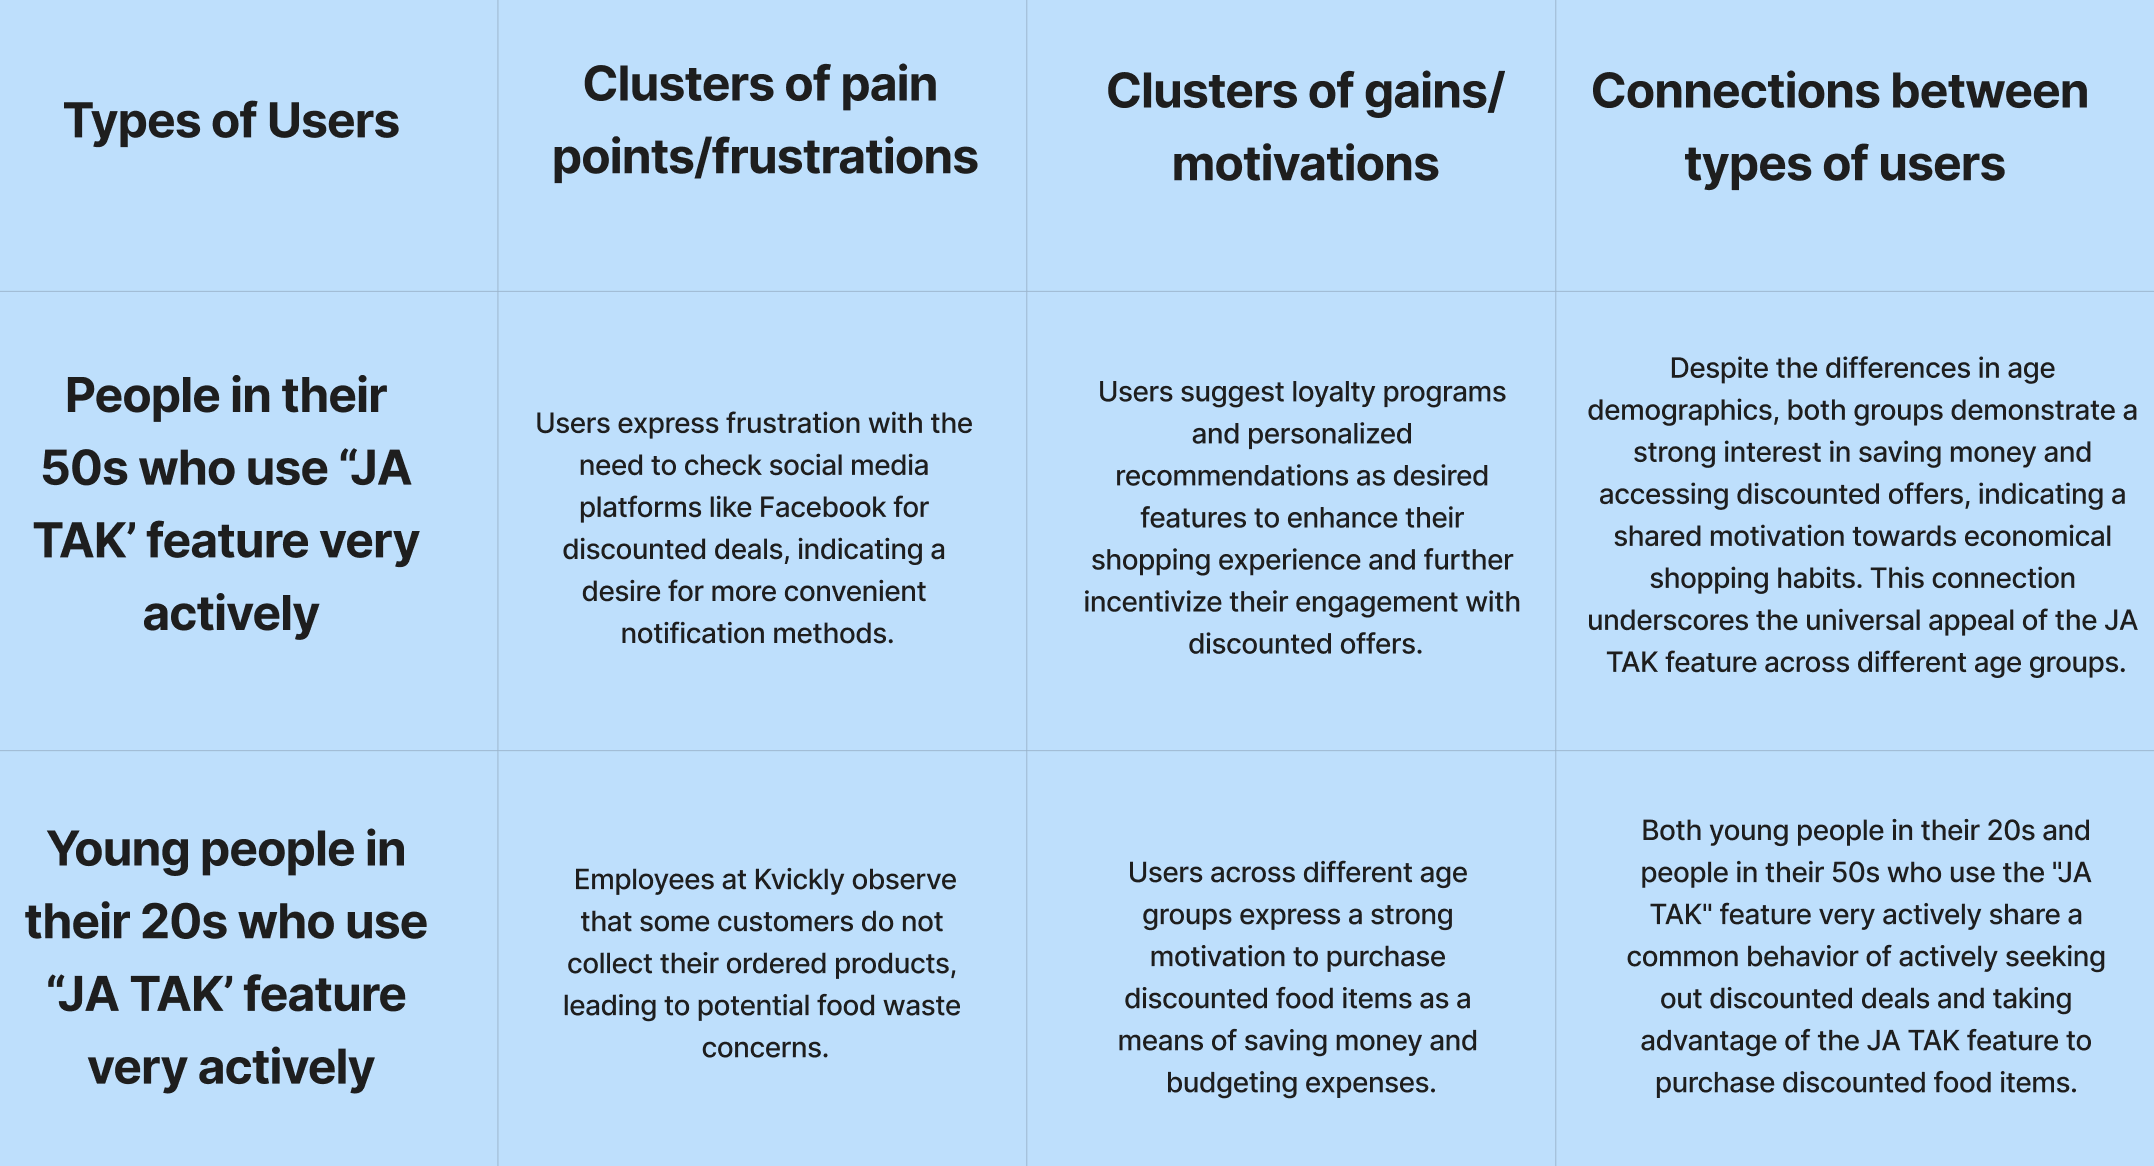 Types of Users
Clusters of pain
points/frustrations
Clusters of gains/
motivations
Connections between
types of users
People in their
50s who use “JA
TAK’ feature very
actively
Users express frustration with the
need to check social media
platforms like Facebook for
discounted deals, indicating a
desire for more convenient
notification methods.
Users suggest loyalty programs
and personalized
recommendations as desired
features to enhance their
shopping experience and further
incentivize their engagement with
discounted offers.
Despite the differences in age
demographics, both groups demonstrate a
strong interest in saving money and
accessing discounted offers, indicating a
shared motivation towards economical
shopping habits. This connection
underscores the universal appeal of the JA
TAK feature across different age groups.
Young people in
their 20s who use
“JA TAK’ feature
very actively
Employees at Kvickly observe
that some customers do not
collect their ordered products,
leading to potential food waste
concerns.
Users across different age
groups express a strong
motivation to purchase
discounted food items as a
means of saving money and
budgeting expenses.
Both young people in their 20s and
people in their 50s who use the "JA
TAK" feature very actively share a
common behavior of actively seeking
out discounted deals and taking
advantage of the JA TAK feature to
purchase discounted food items.